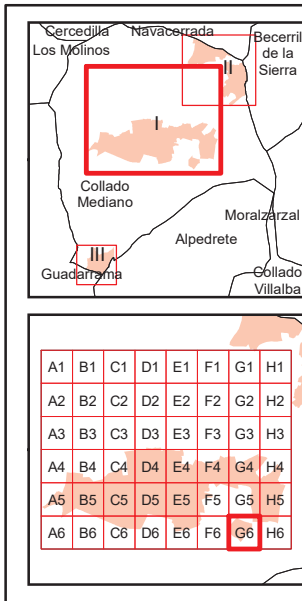 Cercedilla Navacerrada Becerril
Los Molinos de la
II Sierra
I
Collado
Mediano
Moralzarzal
Alpedrete
III
Guadarrama Collado
Villalba
A1 B1 C1 D1 E1 F1 G1 H1
A2 B2 C2 D2 E2 F2 G2 H2
A3 B3 C3 D3 E3 F3 G3 H3
A4 B4 C4 D4 E4 F4 G4 H4
A5 B5 C5 D5 E5 F5 G5 H5
A6 B6 C6 D6 E6 F6 G6 H6